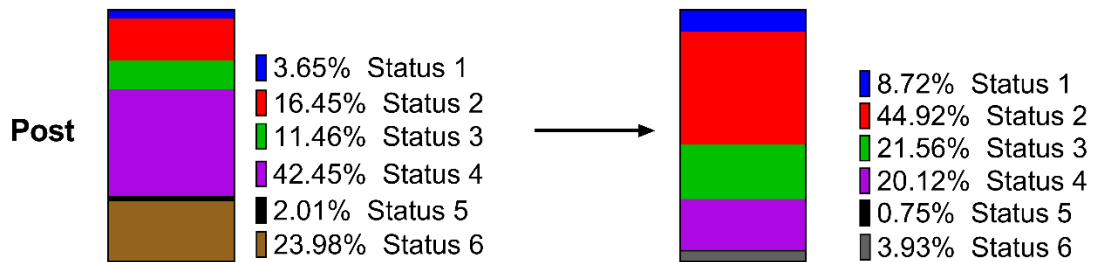 Post
3.65% Status 1
16.45% Status 2
11.46% Status 3
42.45% Status 4
2.01% Status 5
23.98% Status 6
8.72% Status 1
44.92% Status 2
21.56% Status 3
20.12% Status 4
0.75% Status 5
3.93% Status 6